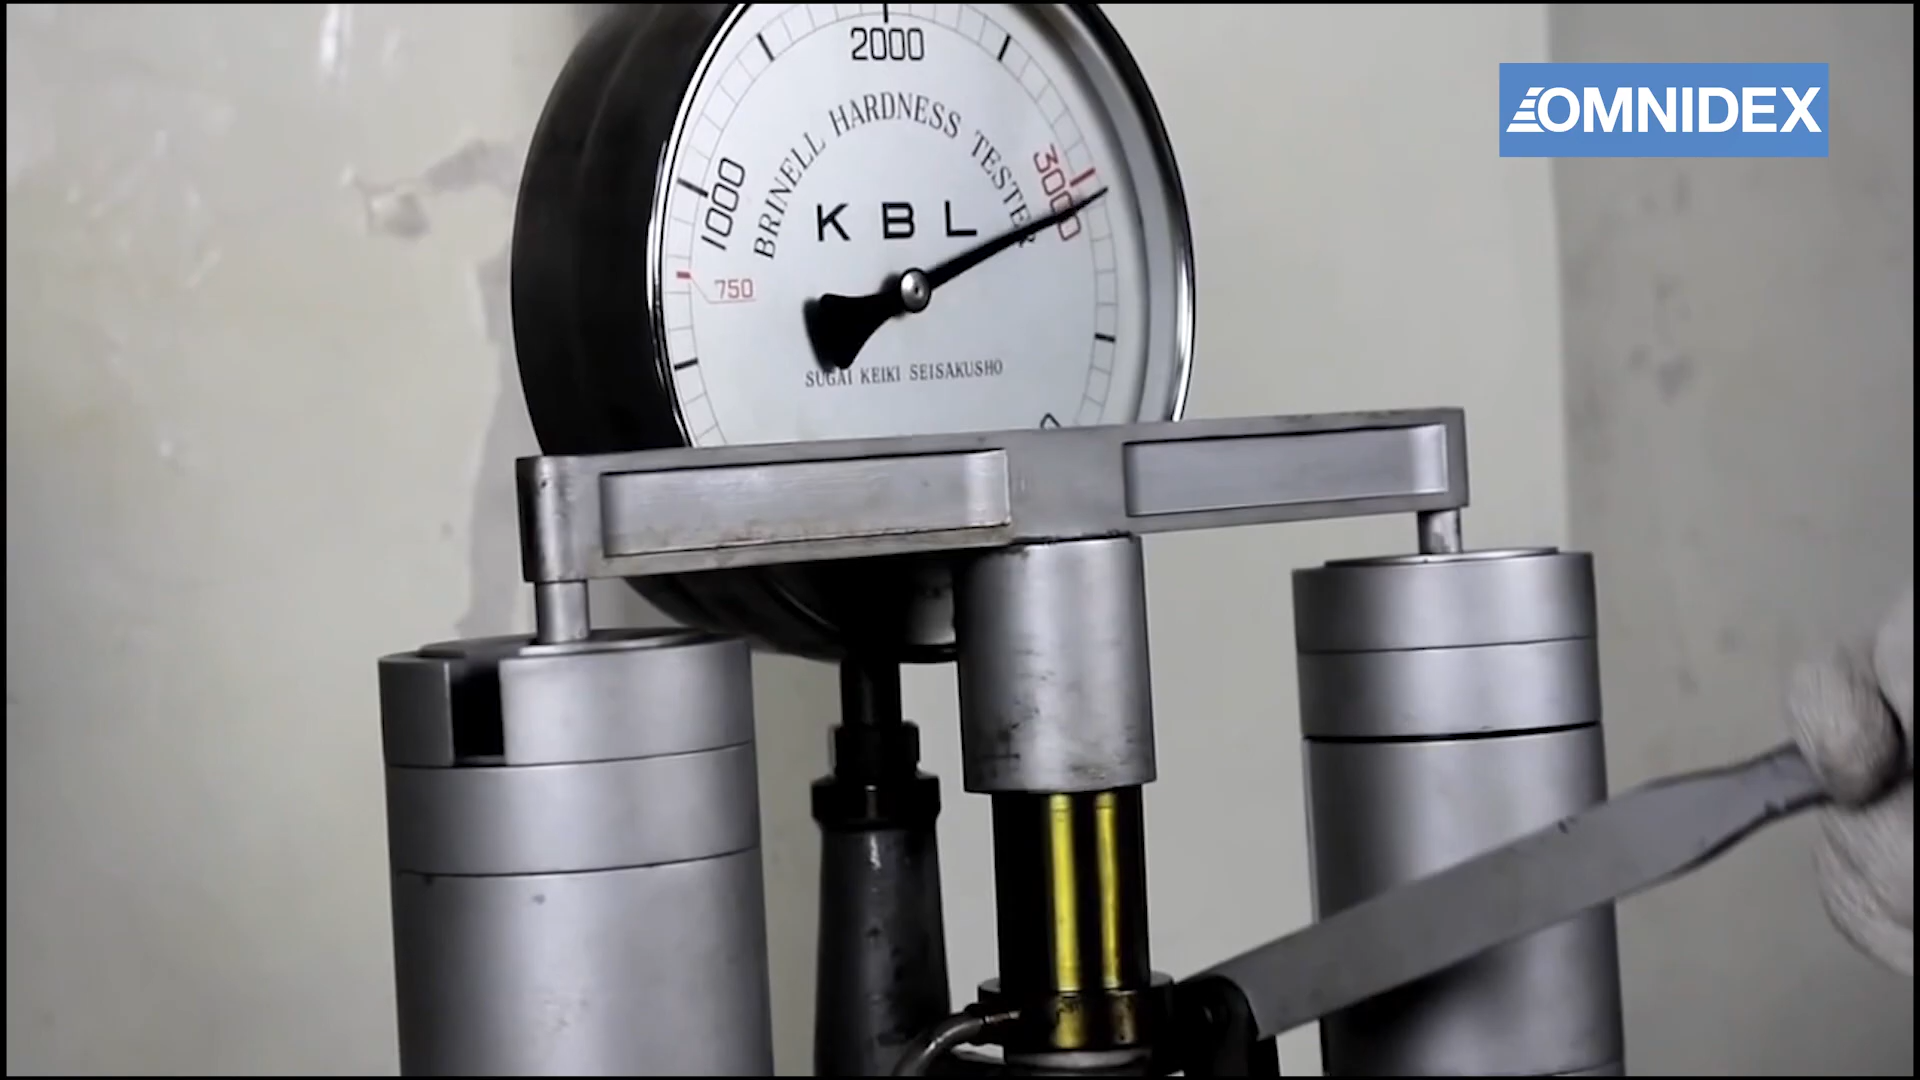 2000
OMNIDEX
BRINELL HARDNESS TESTER
3000
1000
KBL
750
SUGAI KEIKI SEISAKUSHO